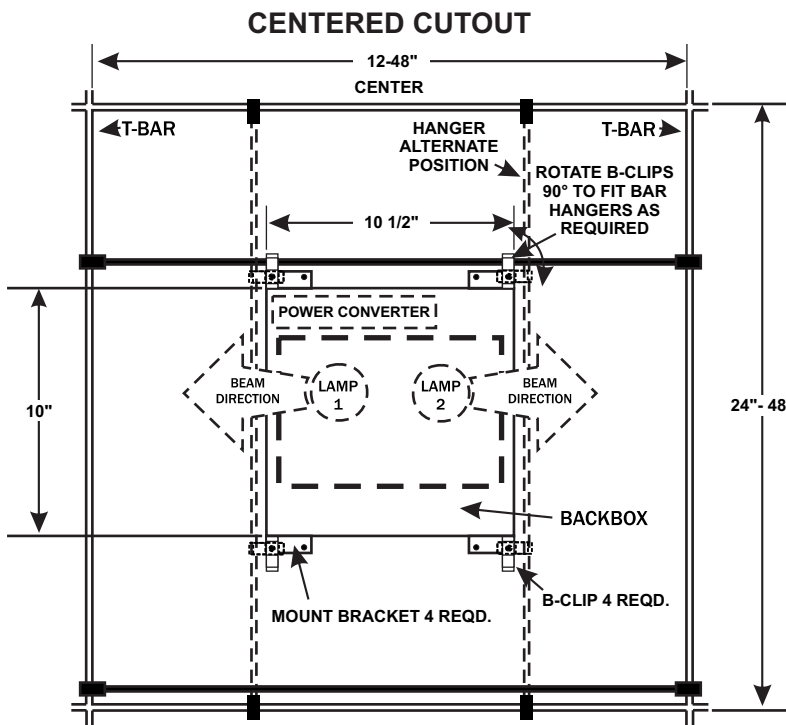 CENTERED CUTOUT
12-48"
CENTER
T-BAR
T-BAR
HANGER
ALTERNATE
POSITION
ROTATE B-CLIPS
90° TO FIT BAR
HANGERS AS
REQUIRED
10 1/2"
POWER CONVERTER
BEAM
DIRECTION
LAMP
1
LAMP
2
BEAM
DIRECTION
10"
24"- 48
BACKBOX
MOUNT BRACKET 4 REQD.
B-CLIP 4 REQD.